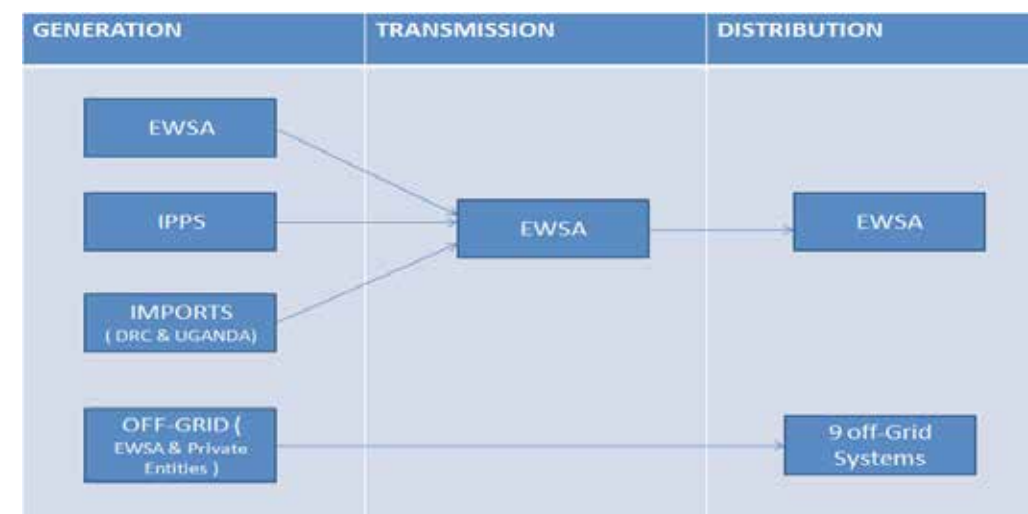 GENERATION
TRANSMISSION
DISTRIBUTION
EWSA
IPPS
EWSA
EWSA
IMPORTS
( DRC & UGANDA)
OFF-GRID (
EWSA & Private
Entities )
9 off-Grid
Systems